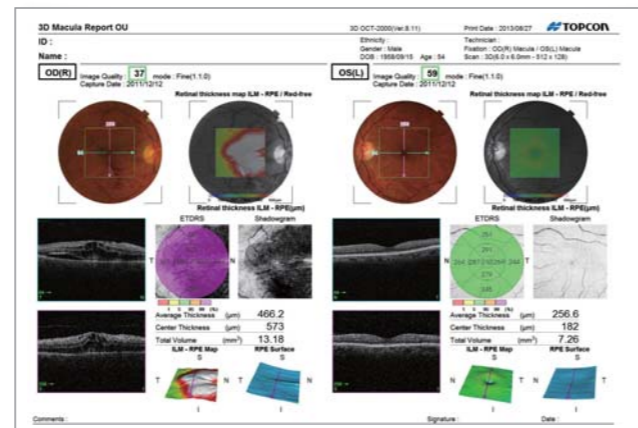 3D Macula Report OU
3D OCT-2000(Ver.8.11) Print Date : 2013/08/27 TOPCON
ID :
Ethnicity : Technician :
Gender : Male Fixation : OD(R) Macula / OS(L) Macula
Name :
DOB : 1958/09/15 Age : 54 Scan : 3D(6.0 x 6.0mm - 512 x 128)
OD(R) Image Quality : 37 mode : Fine(1.1.0)
Capture Date : 2011/12/12
OS(L) Image Quality : 59 mode : Fine(1.1.0)
Capture Date : 2011/12/12
Retinal thickness map ILM - RPE / Red-free
Retinal thickness map ILM - RPE / Red-free
Retinal thickness ILM - RPE(μm)
ETDRS Shadowgram
Retinal thickness ILM - RPE(μm)
ETDRS Shadowgram
T N
T N
Average Thickness (μm) 466.2
Center Thickness (μm) 573
Total Volume (mm³) 13.18
ILM - RPE Map RPE Surface
S S
T N T N
I I
Average Thickness (μm) 256.6
Center Thickness (μm) 182
Total Volume (mm³) 7.26
ILM - RPE Map RPE Surface
S S
N T N T
I I
Comments : Signature : Date :